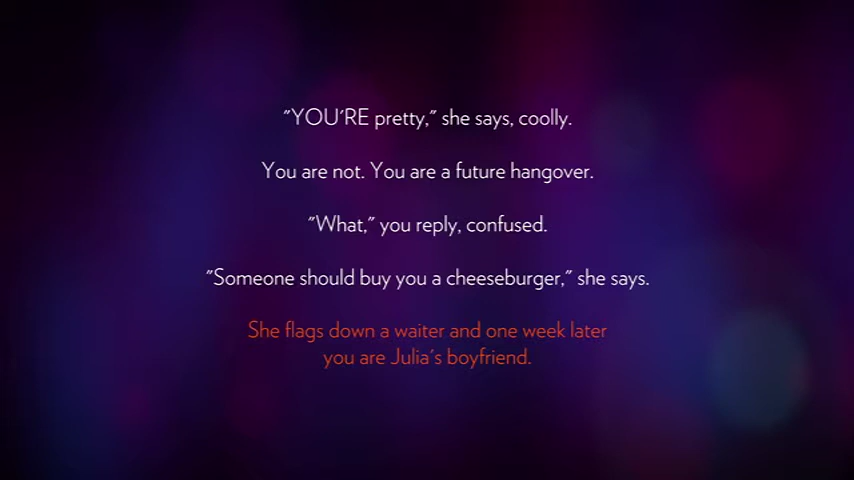 "YOU'RE pretty," she says, coolly.
You are not. You are a future hangover.
"What," you reply, confused.
"Someone should buy you a cheeseburger," she says.
She flags down a waiter and one week later
you are Julia's boyfriend.